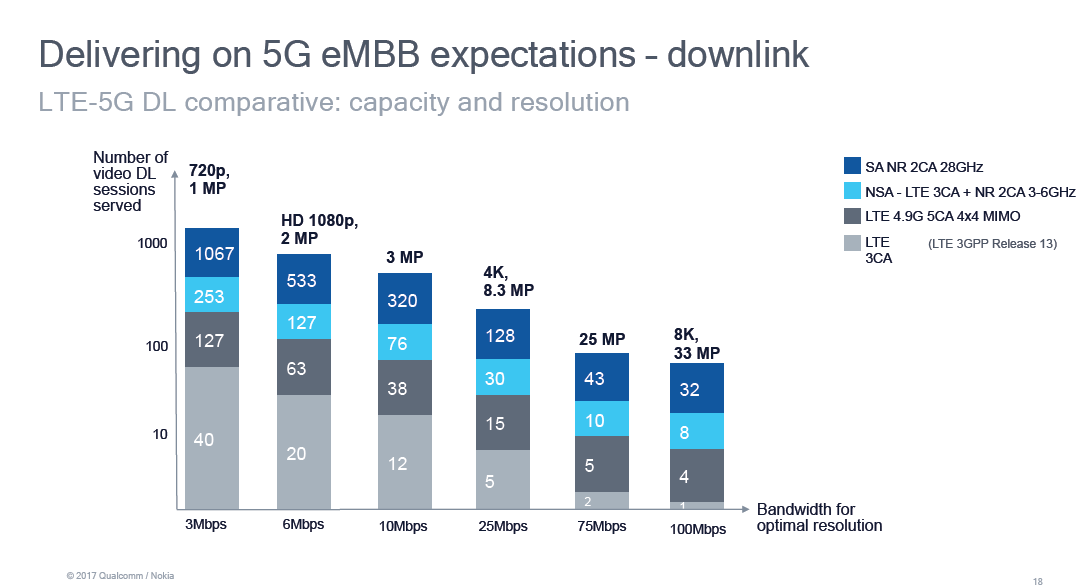 Delivering on 5G eMBB expectations – downlink
LTE-5G DL comparative: capacity and resolution
Number of
video DL
sessions
served
720p,
1 MP
HD 1080p,
2 MP
3 MP
4K,
8.3 MP
25 MP
8K,
33 MP
SA NR 2CA 28GHz
NSA - LTE 3CA + NR 2CA 3-6GHz
LTE 4.9G 5CA 4x4 MIMO
LTE 3CA (LTE 3GPP Release 13)
1000
100
10
1067
253
127
40
533
127
63
20
320
76
38
12
128
30
15
5
43
10
5
2
32
8
4
1
3Mbps
6Mbps
10Mbps
25Mbps
75Mbps
100Mbps
Bandwidth for
optimal resolution
© 2017 Qualcomm / Nokia
18